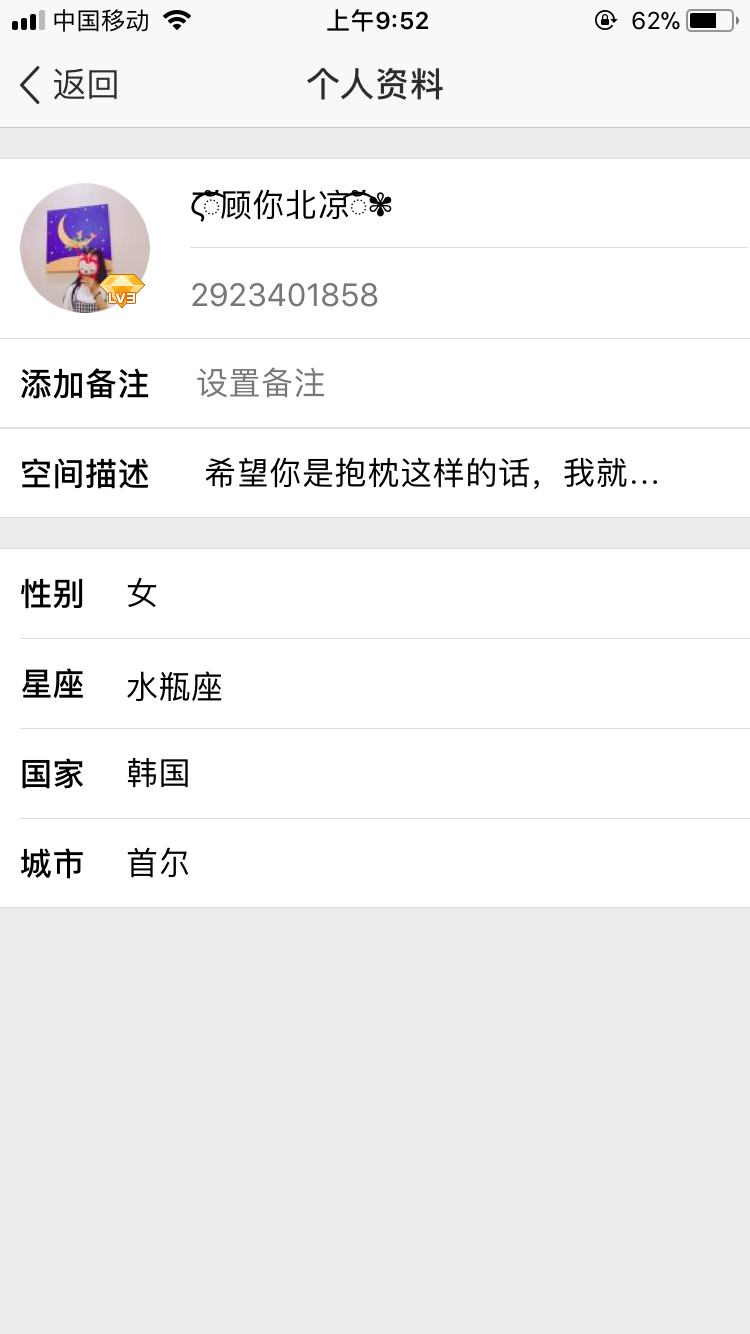 中国移动 上午9:52 62%
返回 个人资料
ζั͡顾你北凉ั͡✾
LV3
2923401858
添加备注 设置备注
空间描述 希望你是抱枕这样的话，我就...
性别 女
星座 水瓶座
国家 韩国
城市 首尔